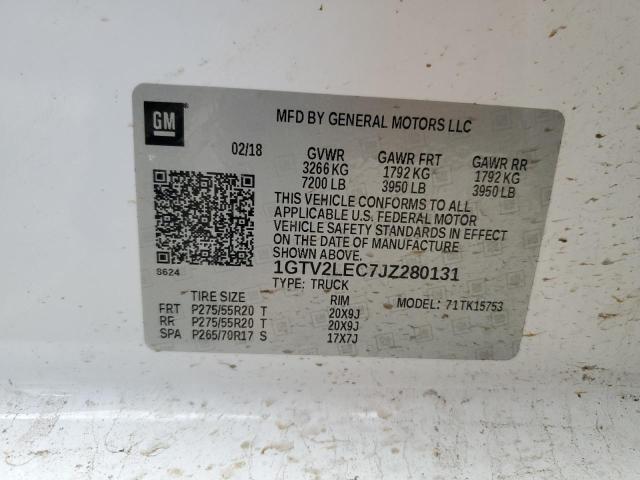 GM
MFD BY GENERAL MOTORS LLC
02/18 GVWR GAWR FRT GAWR RR
3266 KG 1792 KG 1792 KG
7200 LB 3950 LB 3950 LB
THIS VEHICLE CONFORMS TO ALL
APPLICABLE U.S. FEDERAL MOTOR
VEHICLE SAFETY STANDARDS IN EFFECT
ON THE DATE OF MANUFACTURE
SHOWN ABOVE.
S624 1GTV2LEC7JZ280131
TYPE: TRUCK
TIRE SIZE RIM MODEL: 71TK15753
FRT P275/55R20 T 20X9J
RR P275/55R20 T 20X9J
SPA P265/70R17 S 17X7J